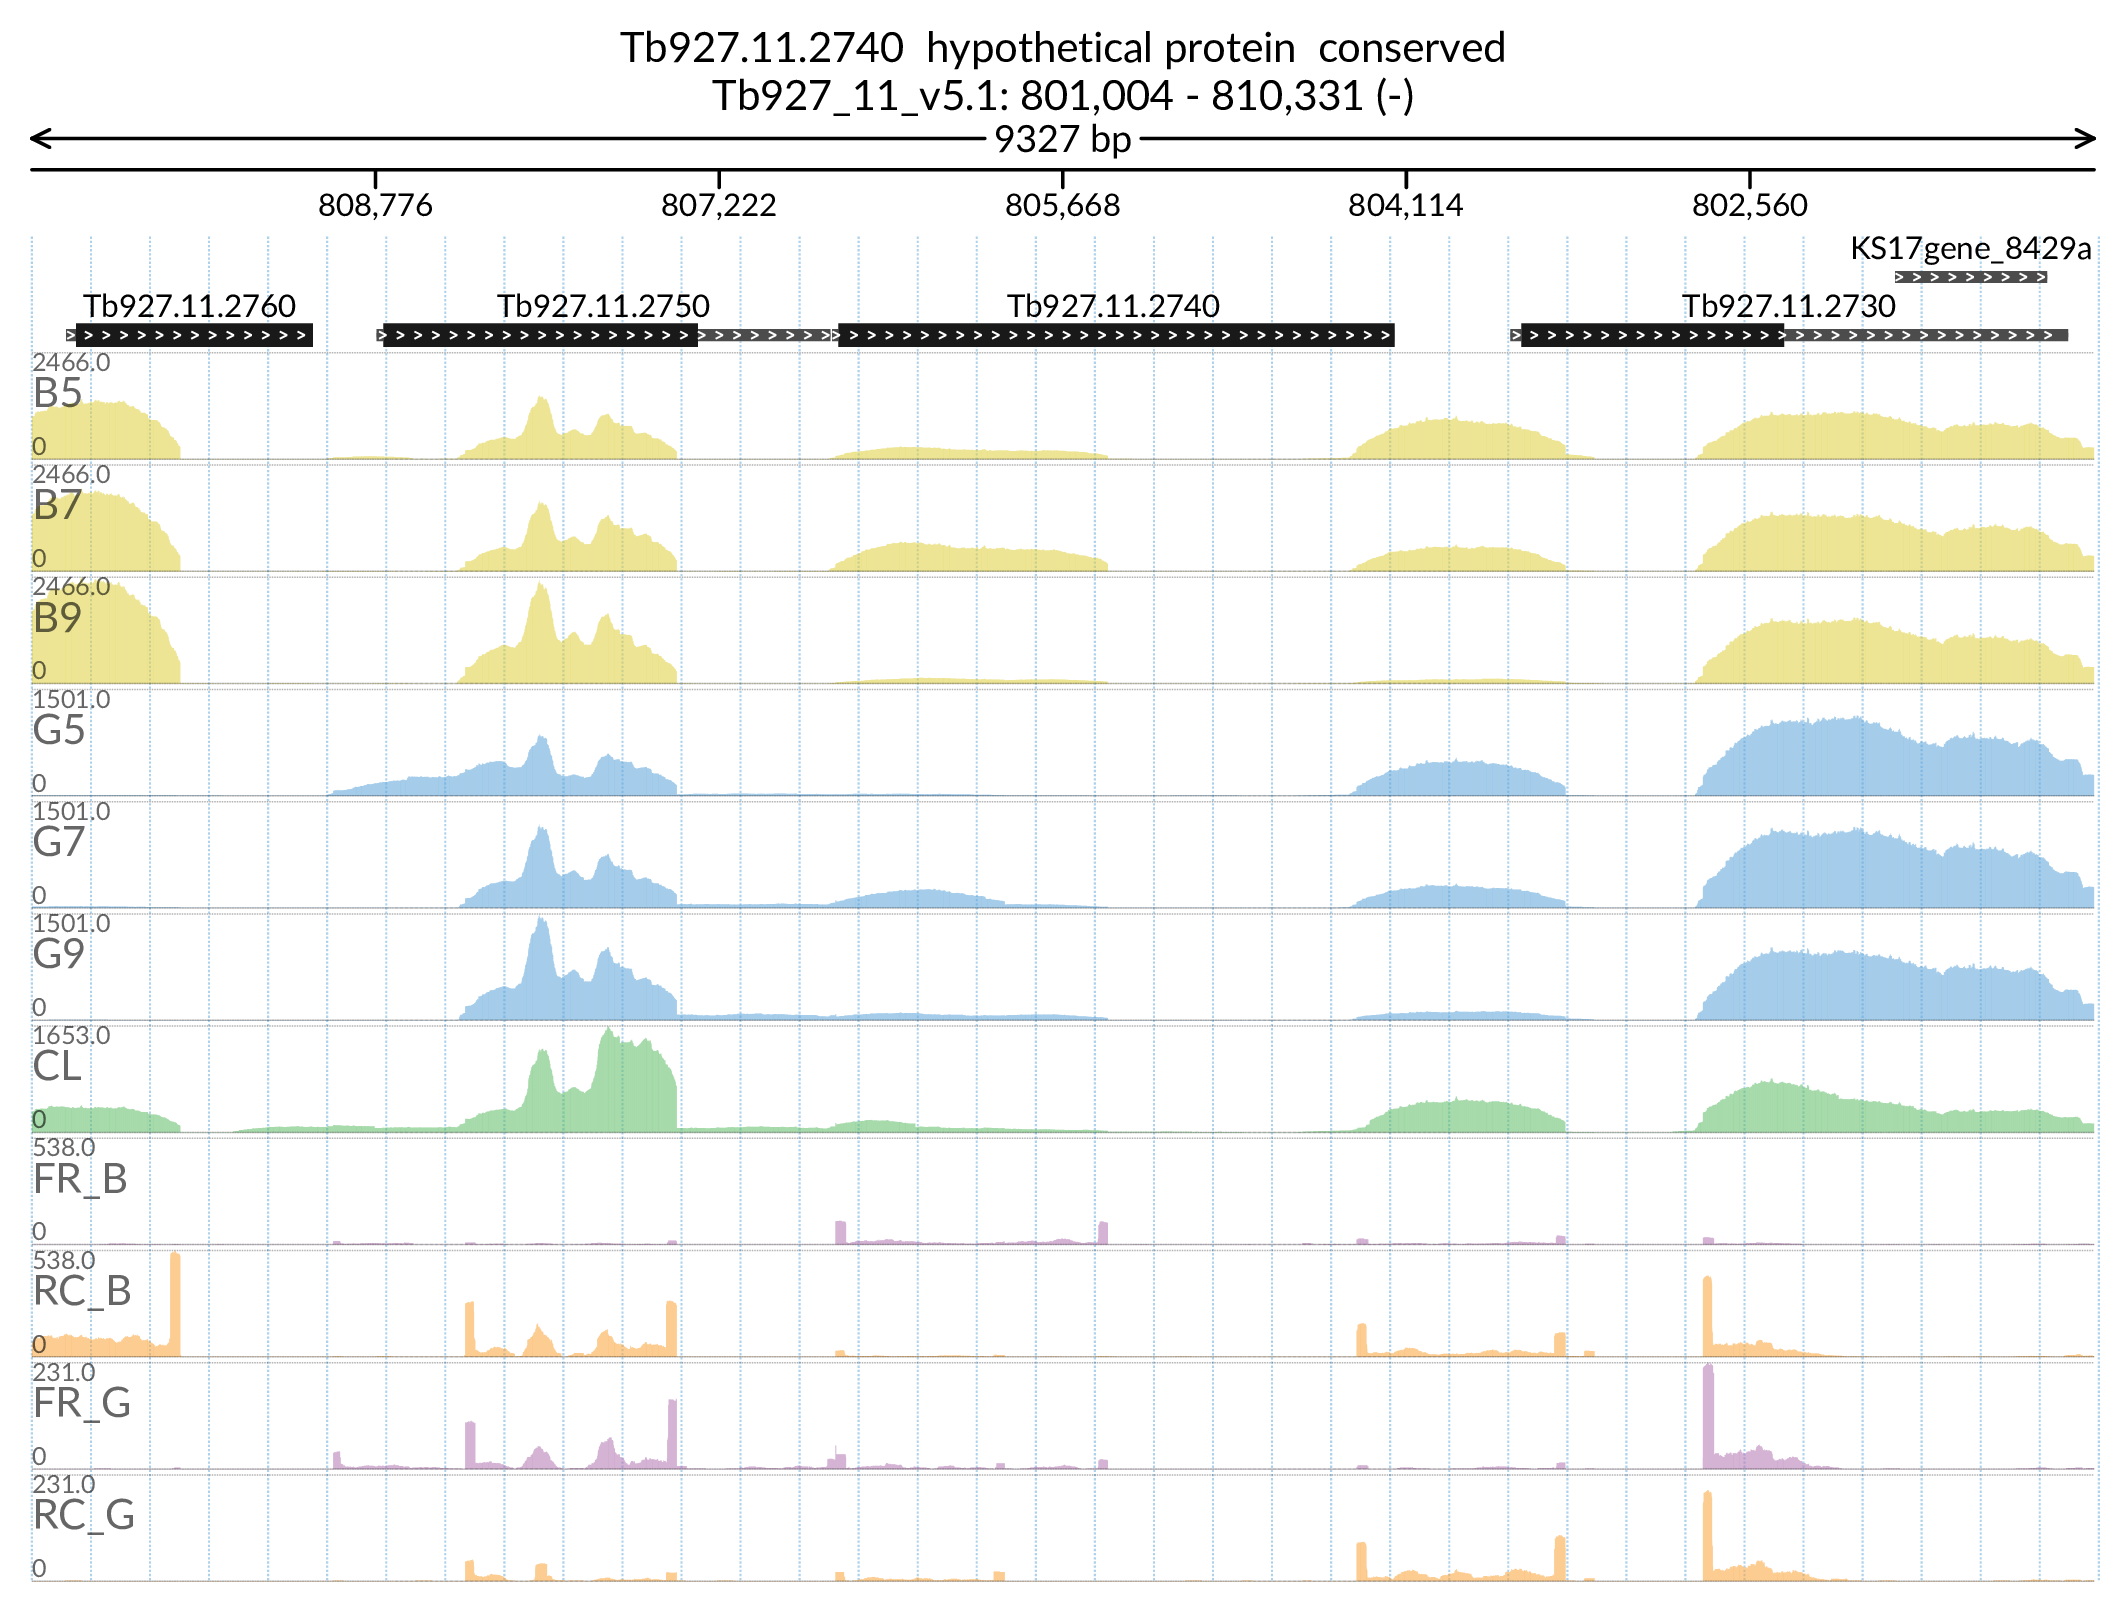 Tb927.11.2740 hypothetical protein conserved
Tb927_11_v5.1: 801,004 - 810,331 (-)
9327 bp
808,776 807,222 805,668 804,114 802,560
KS17gene_8429a
Tb927.11.2760 Tb927.11.2750 Tb927.11.2740 Tb927.11.2730
2466.0
B5
0
2466.0
B7
0
2466.0
B9
0
1501.0
G5
0
1501.0
G7
0
1501.0
G9
0
1653.0
CL
0
538.0
FR_B
0
538.0
RC_B
0
231.0
FR_G
0
231.0
RC_G
0